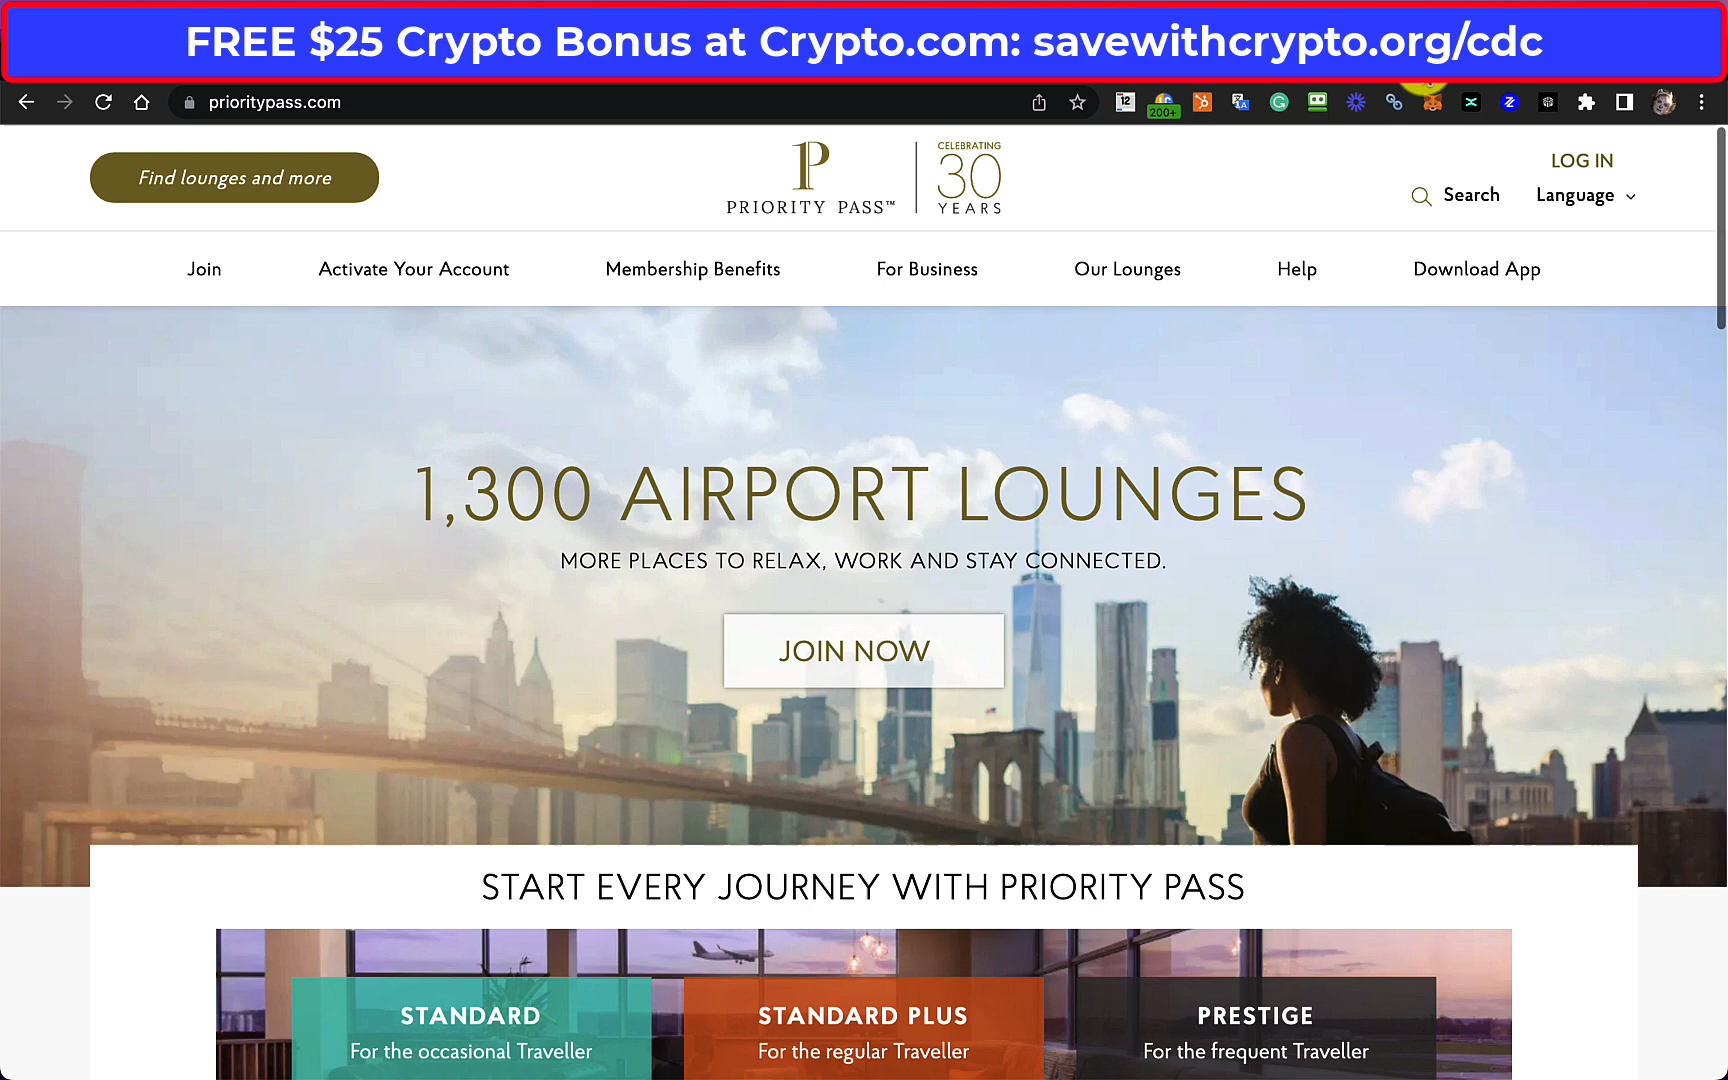 FREE $25 Crypto Bonus at Crypto.com: savewithcrypto.org/cdc
prioritypass.com
12
200+
Find lounges and more
P
PRIORITY PASS™
CELEBRATING
30
YEARS
LOG IN
Search
Language
Join
Activate Your Account
Membership Benefits
For Business
Our Lounges
Help
Download App
1,300 AIRPORT LOUNGES
MORE PLACES TO RELAX, WORK AND STAY CONNECTED.
JOIN NOW
START EVERY JOURNEY WITH PRIORITY PASS
STANDARD
For the occasional Traveller
STANDARD PLUS
For the regular Traveller
PRESTIGE
For the frequent Traveller